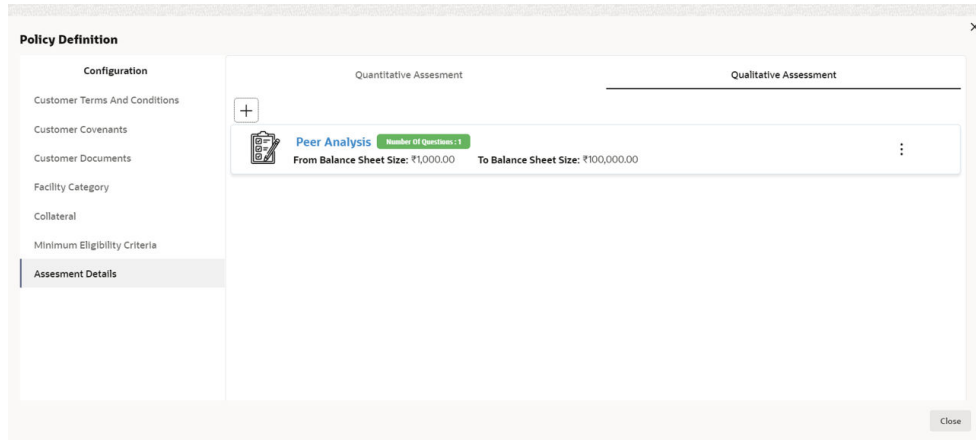 Policy Definition
Configuration
Customer Terms And Conditions
Customer Covenants
Customer Documents
Facility Category
Collateral
Minimum Eligibility Criteria
Assesment Details
Quantitative Assesment
Qualitative Assessment
Peer Analysis Number Of Questions : 1
From Balance Sheet Size: ₹1,000.00 To Balance Sheet Size: ₹100,000.00
Close